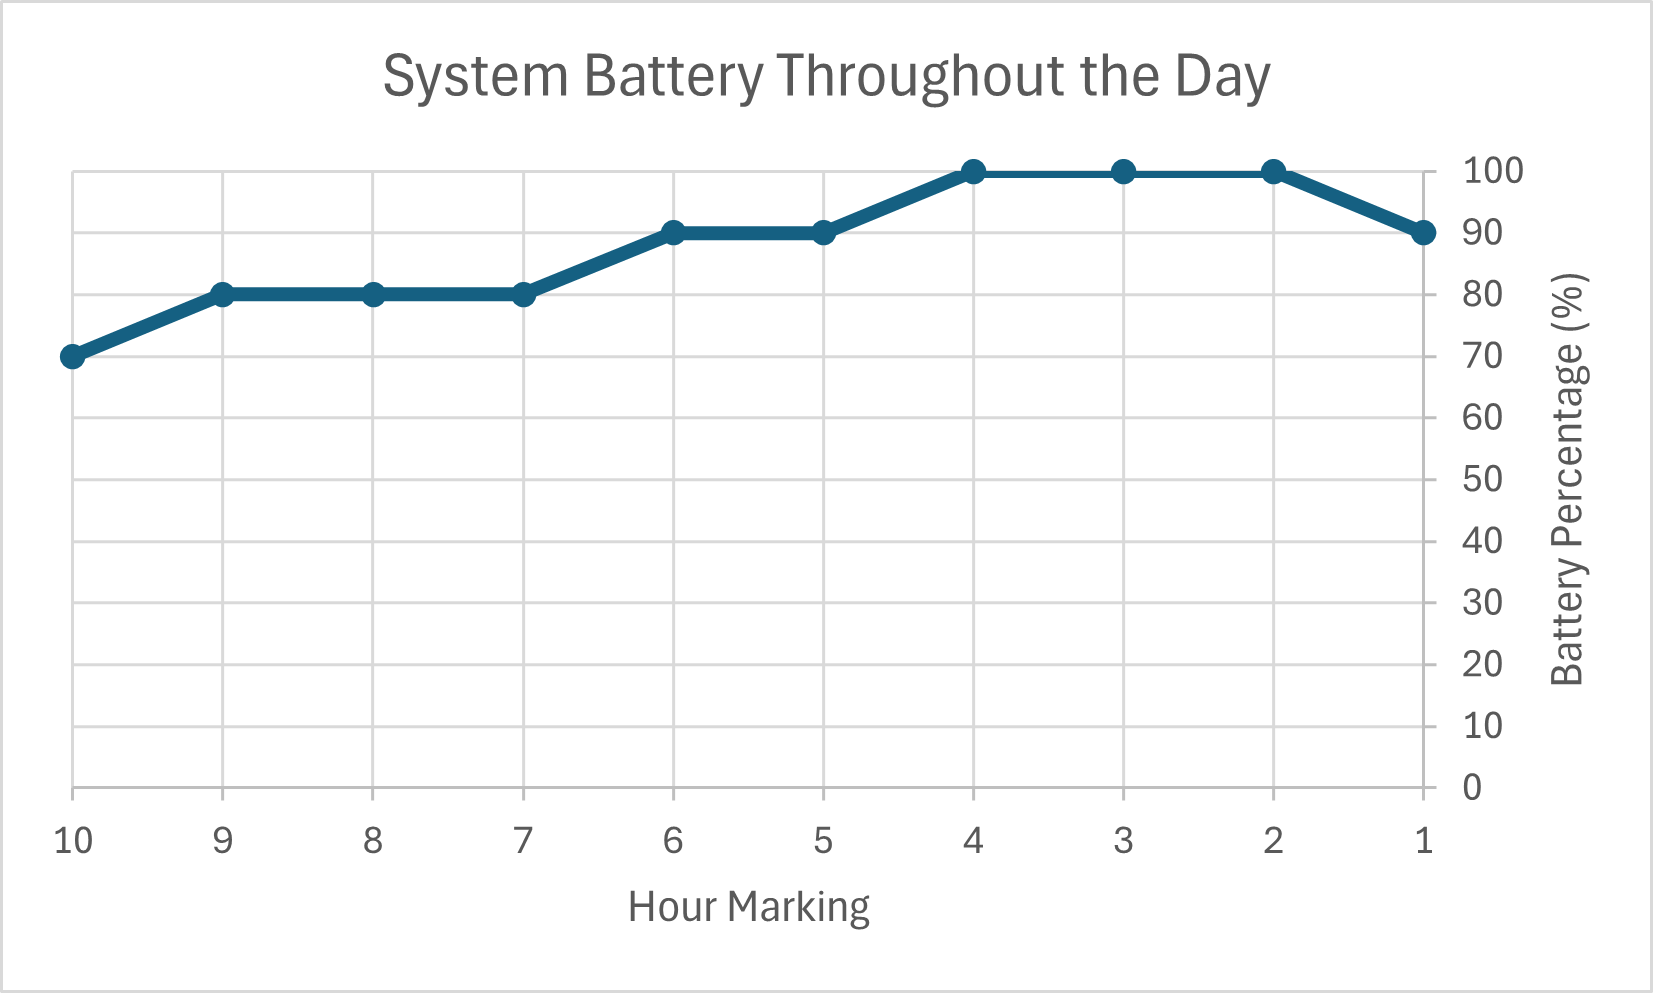 System Battery Throughout the Day
100
90
80
70
60
50
40
30
20
10
0
Battery Percentage (%)
10 9 8 7 6 5 4 3 2 1
Hour Marking